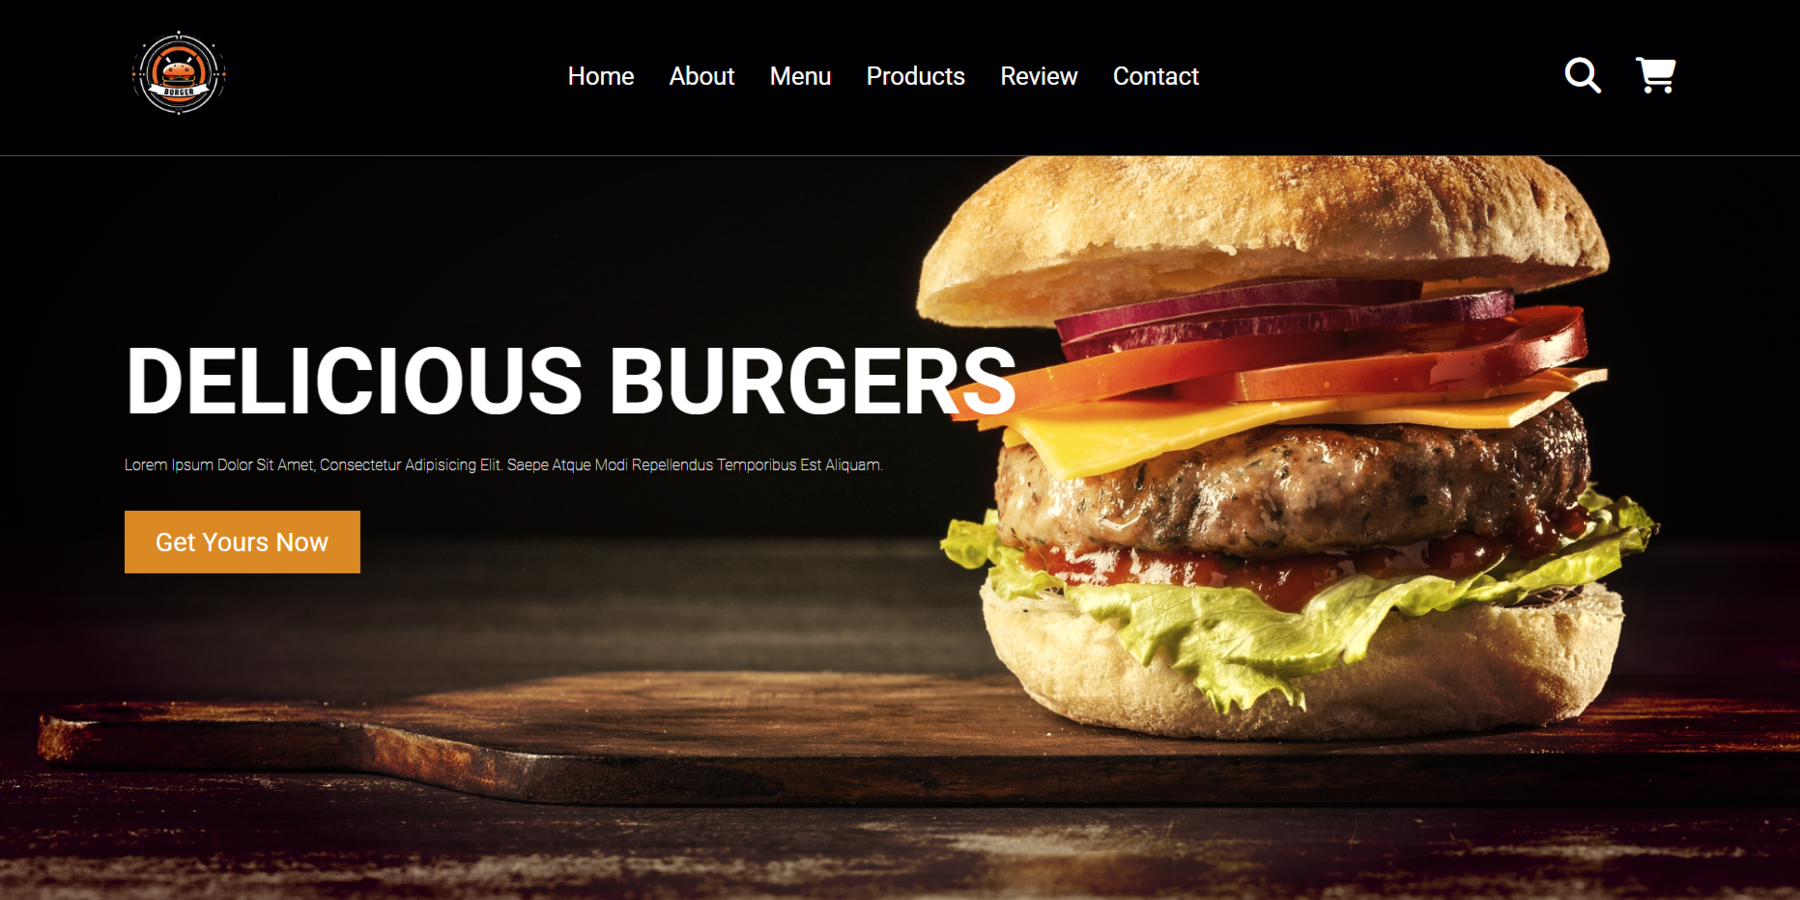 BURGER
Home About Menu Products Review Contact
DELICIOUS BURGERS
Lorem Ipsum Dolor Sit Amet, Consectetur Adipisicing Elit. Saepe Atque Modi Repellendus Temporibus Est Aliquam.
Get Yours Now